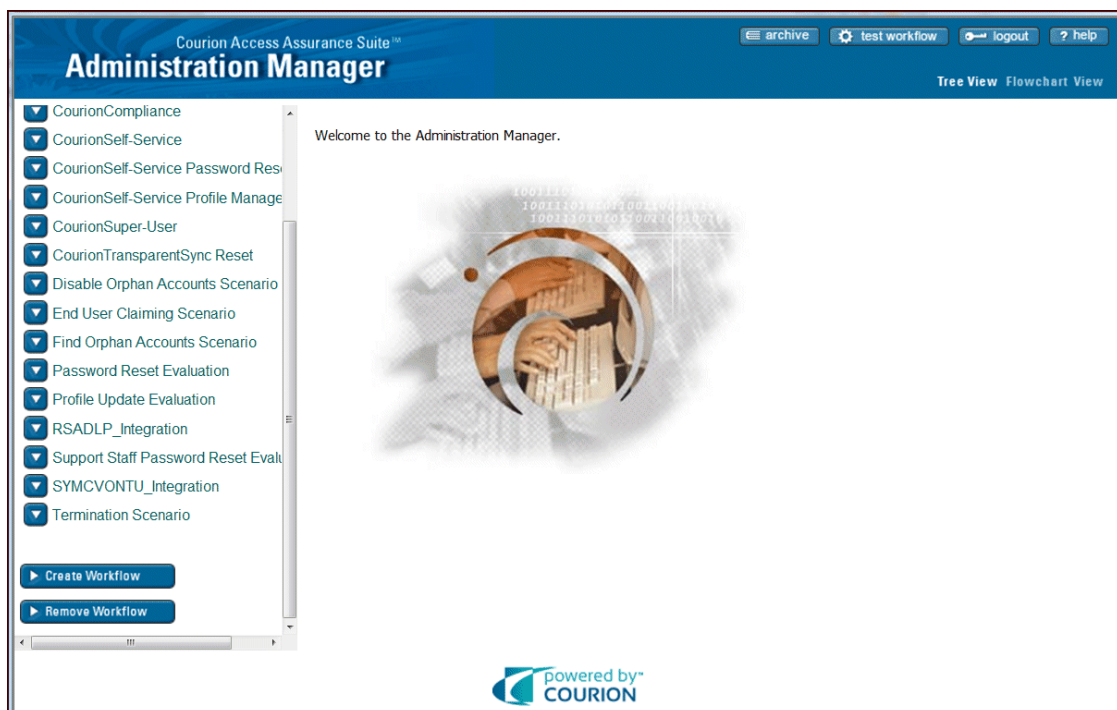 Courion Access Assurance Suite™
Administration Manager
archive
test workflow
logout
? help
Tree View Flowchart View
CourionCompliance
CourionSelf-Service
CourionSelf-Service Password Res
CourionSelf-Service Profile Manage
CourionSuper-User
CourionTransparentSync Reset
Disable Orphan Accounts Scenario
End User Claiming Scenario
Find Orphan Accounts Scenario
Password Reset Evaluation
Profile Update Evaluation
RSADLP_Integration
Support Staff Password Reset Evalu
SYMCVONTU_Integration
Termination Scenario
Create Workflow
Remove Workflow
Welcome to the Administration Manager.
powered by™
COURION